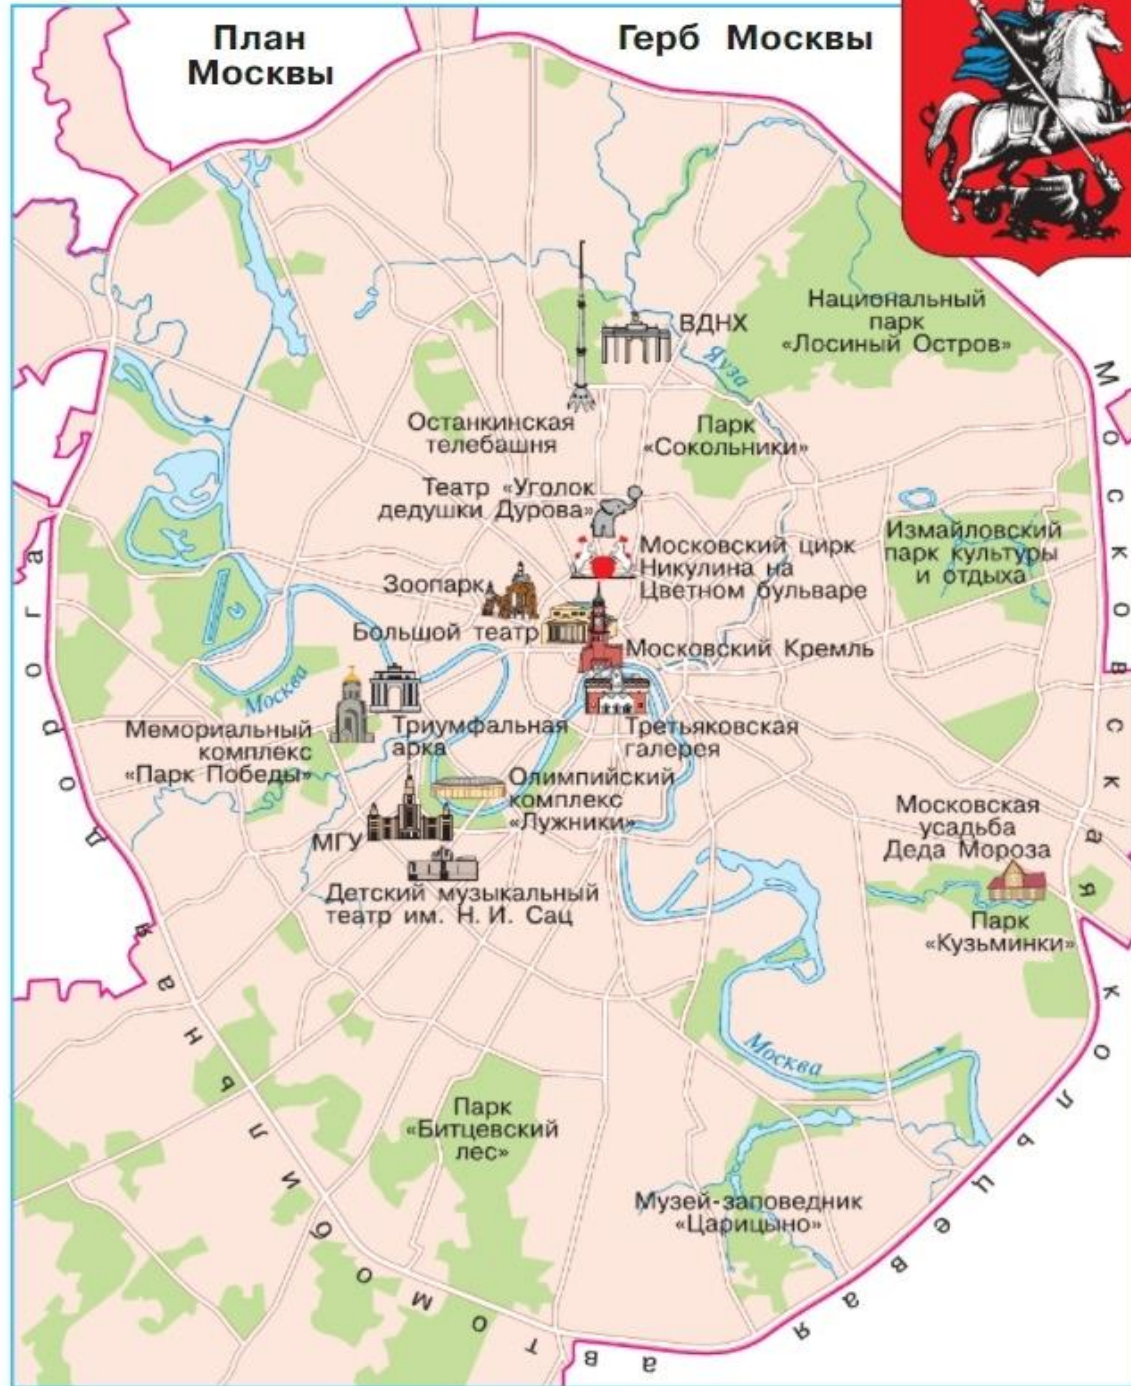 План
Москвы
Герб Москвы
Национальный
парк
«Лосиный Остров»
ВДНХ
Яуза
Останкинская
телебашня
Парк
«Сокольники»
Театр «Уголок
дедушки Дурова»
Московский цирк
Никулина на
Цветном бульваре
Измайловский
парк культуры
и отдыха
Зоопарк
Большой театр
Московский Кремль
Москва
Мемориальный
комплекс
«Парк Победы»
Триумфальная
арка
Третьяковская
галерея
Олимпийский
комплекс
«Лужники»
МГУ
Детский музыкальный
театр им. Н. И. Сац
Московская
усадьба
Деда Мороза
Парк
«Кузьминки»
Москва
Парк
«Битцевский
лес»
Музей-заповедник
«Царицыно»
Московская кольцевая автомобильная дорога